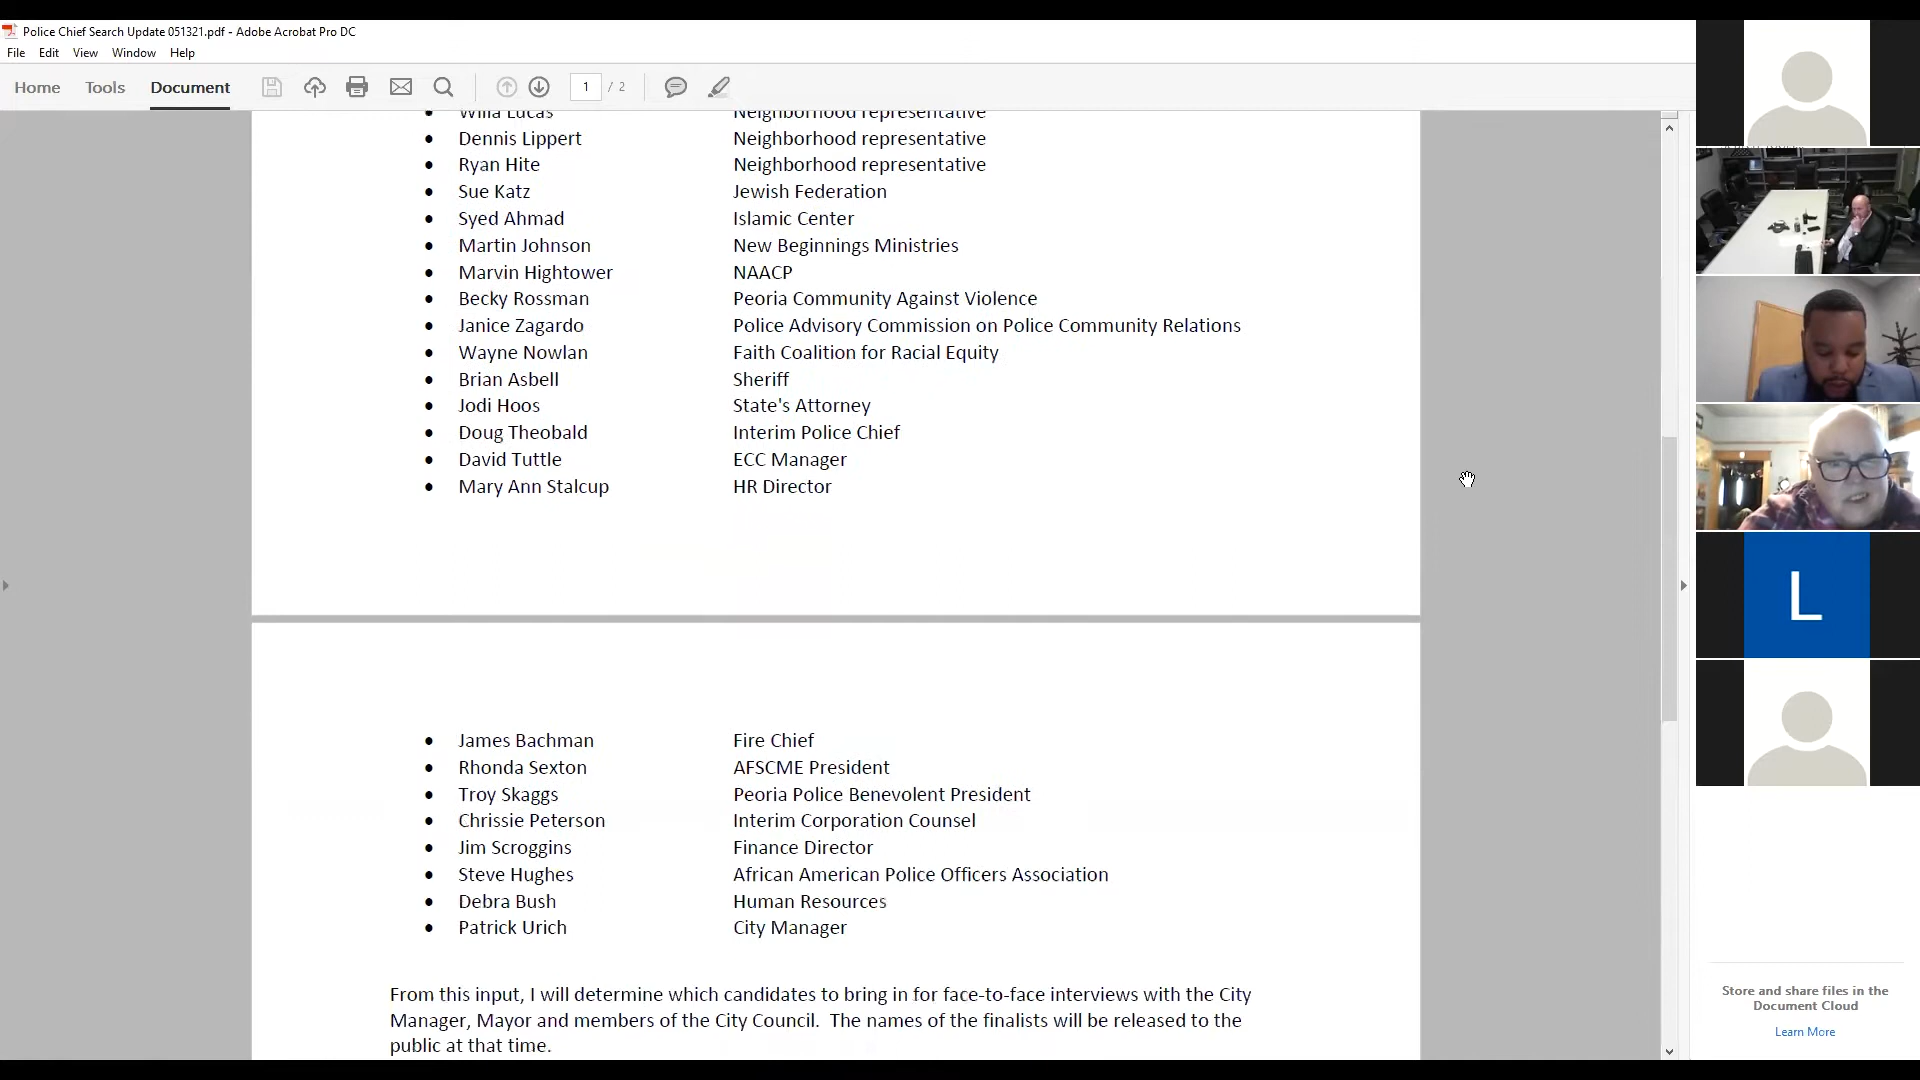 Police Chief Search Update 051321.pdf - Adobe Acrobat Pro DC
File Edit View Window Help
Home Tools Document 1 / 2
• Willa Lucas Neighborhood representative
• Dennis Lippert Neighborhood representative
• Ryan Hite Neighborhood representative
• Sue Katz Jewish Federation
• Syed Ahmad Islamic Center
• Martin Johnson New Beginnings Ministries
• Marvin Hightower NAACP
• Becky Rossman Peoria Community Against Violence
• Janice Zagardo Police Advisory Commission on Police Community Relations
• Wayne Nowlan Faith Coalition for Racial Equity
• Brian Asbell Sheriff
• Jodi Hoos State's Attorney
• Doug Theobald Interim Police Chief
• David Tuttle ECC Manager
• Mary Ann Stalcup HR Director
• James Bachman Fire Chief
• Rhonda Sexton AFSCME President
• Troy Skaggs Peoria Police Benevolent President
• Chrissie Peterson Interim Corporation Counsel
• Jim Scroggins Finance Director
• Steve Hughes African American Police Officers Association
• Debra Bush Human Resources
• Patrick Urich City Manager
From this input, I will determine which candidates to bring in for face-to-face interviews with the City
Manager, Mayor and members of the City Council. The names of the finalists will be released to the
public at that time.
L
Store and share files in the
Document Cloud
Learn More